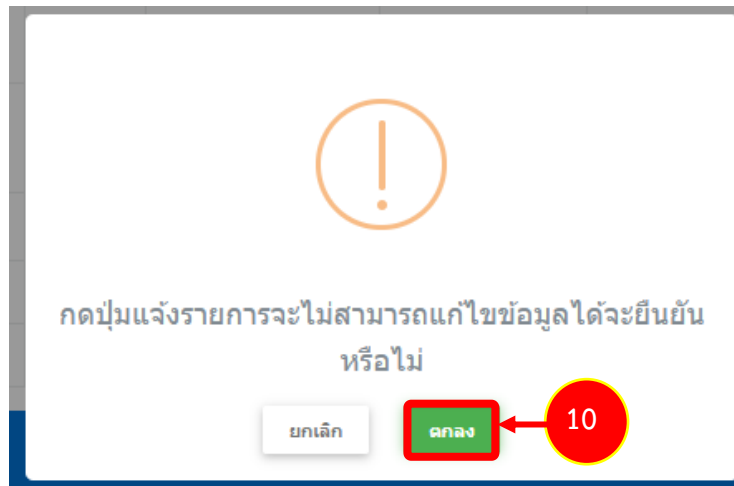 กดปุ่มแจ้งรายการจะไม่สามารถแก้ไขข้อมูลได้จะยืนยัน
หรือไม่
ยกเลิก ตกลง 10